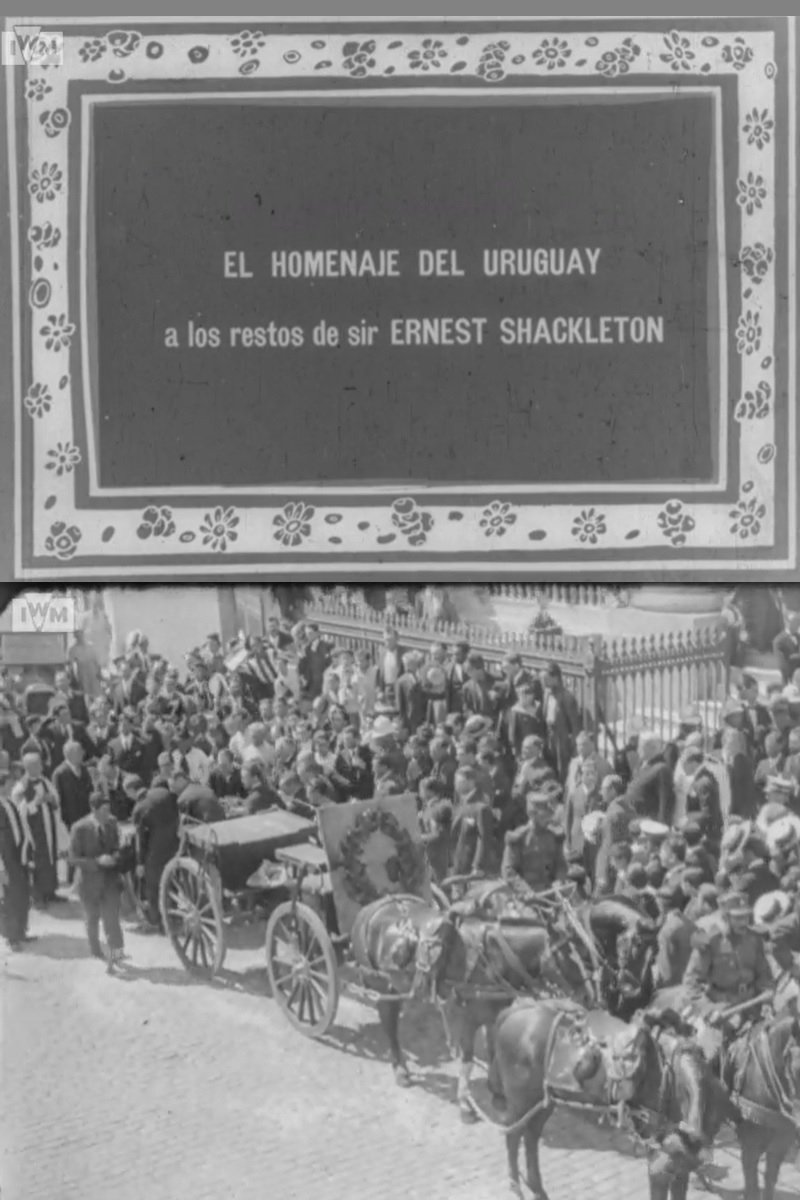 IWM
EL HOMENAJE DEL URUGUAY
a los restos de sir ERNEST SHACKLETON
IWM